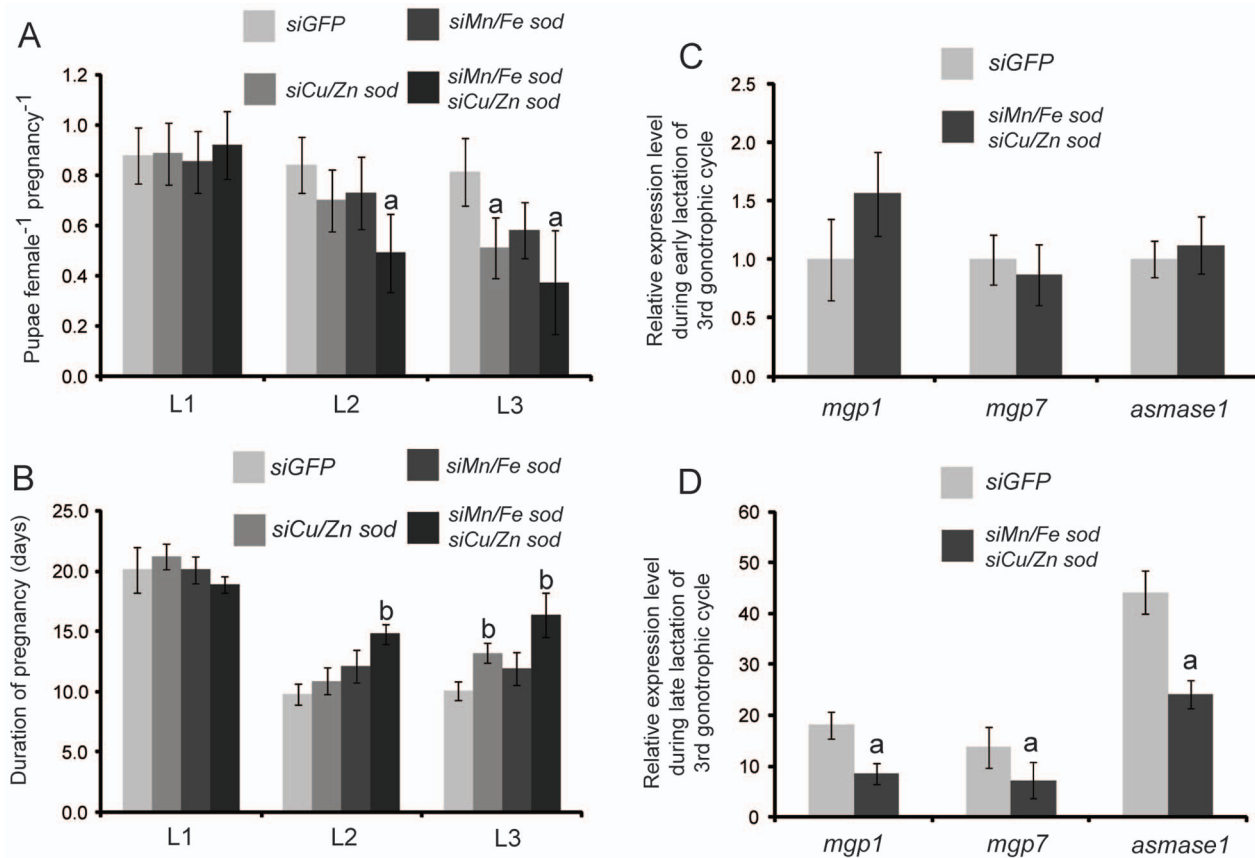 A
siGFP
siMn/Fe sod
siCu/Zn sod
siMn/Fe sod
siCu/Zn sod
Pupae female⁻¹ pregnancy⁻¹
1.2
1.0
0.8
0.6
0.4
0.2
0.0
a
a
a
L1
L2
L3
B
siGFP
siMn/Fe sod
siCu/Zn sod
siMn/Fe sod
siCu/Zn sod
Duration of pregnancy (days)
25.0
20.0
15.0
10.0
5.0
0.0
b
b
b
L1
L2
L3
C
siGFP
siMn/Fe sod
siCu/Zn sod
Relative expression level
during early lactation of
3rd gonotrophic cycle
2.5
2.0
1.5
1.0
0.5
0.0
mgp1
mgp7
asmase1
D
siGFP
siMn/Fe sod
siCu/Zn sod
Relative expression level
during late lactation of
3rd gonotrophic cycle
60
50
40
30
20
10
0
a
a
a
mgp1
mgp7
asmase1